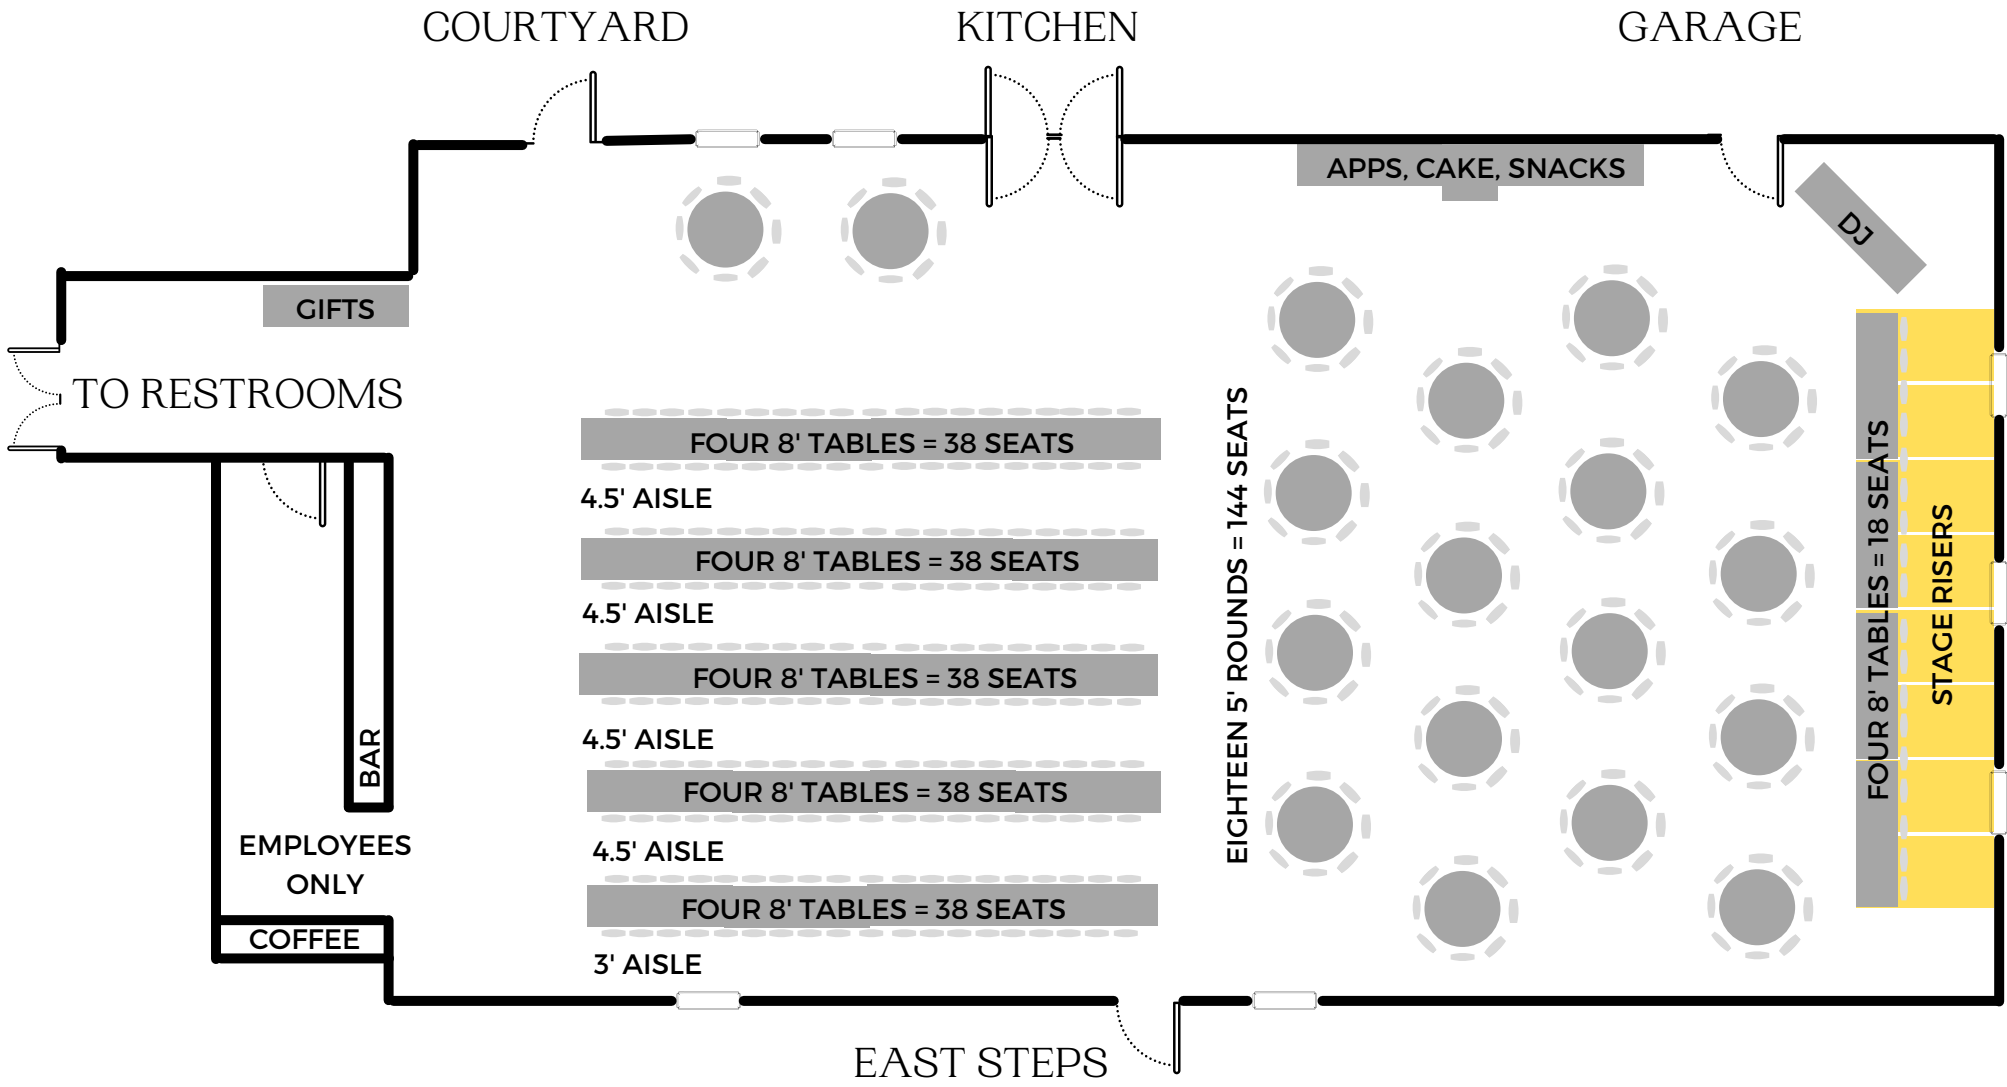 COURTYARD
KITCHEN
GARAGE
APPS, CAKE, SNACKS
DJ
GIFTS
TO RESTROOMS
FOUR 8' TABLES = 38 SEATS
4.5' AISLE
FOUR 8' TABLES = 38 SEATS
4.5' AISLE
FOUR 8' TABLES = 38 SEATS
4.5' AISLE
FOUR 8' TABLES = 38 SEATS
4.5' AISLE
FOUR 8' TABLES = 38 SEATS
3' AISLE
EIGHTEEN 5' ROUNDS = 144 SEATS
FOUR 8' TABLES = 18 SEATS
STAGE RISERS
BAR
EMPLOYEES
ONLY
COFFEE
EAST STEPS